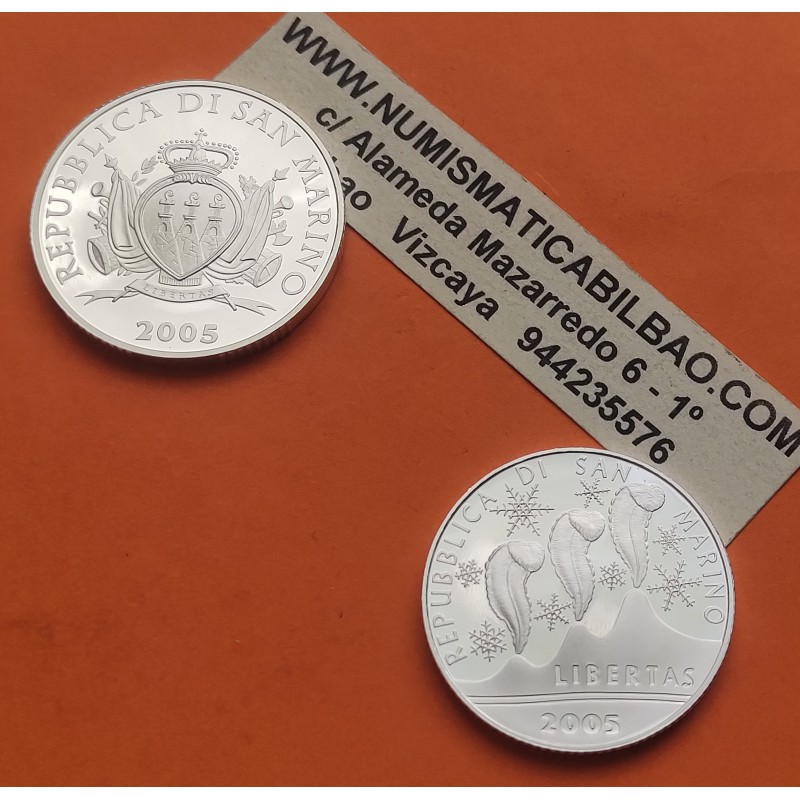 REPUBBLICA DI SAN MARINO
LIBERTAS
2005
WWW.NUMISMATICABILBAO.COM
c/ Alameda Mazarredo 6 - 1º
Vizcaya 944235576
REPUBBLICA DI SAN MARINO
LIBERTAS
2005